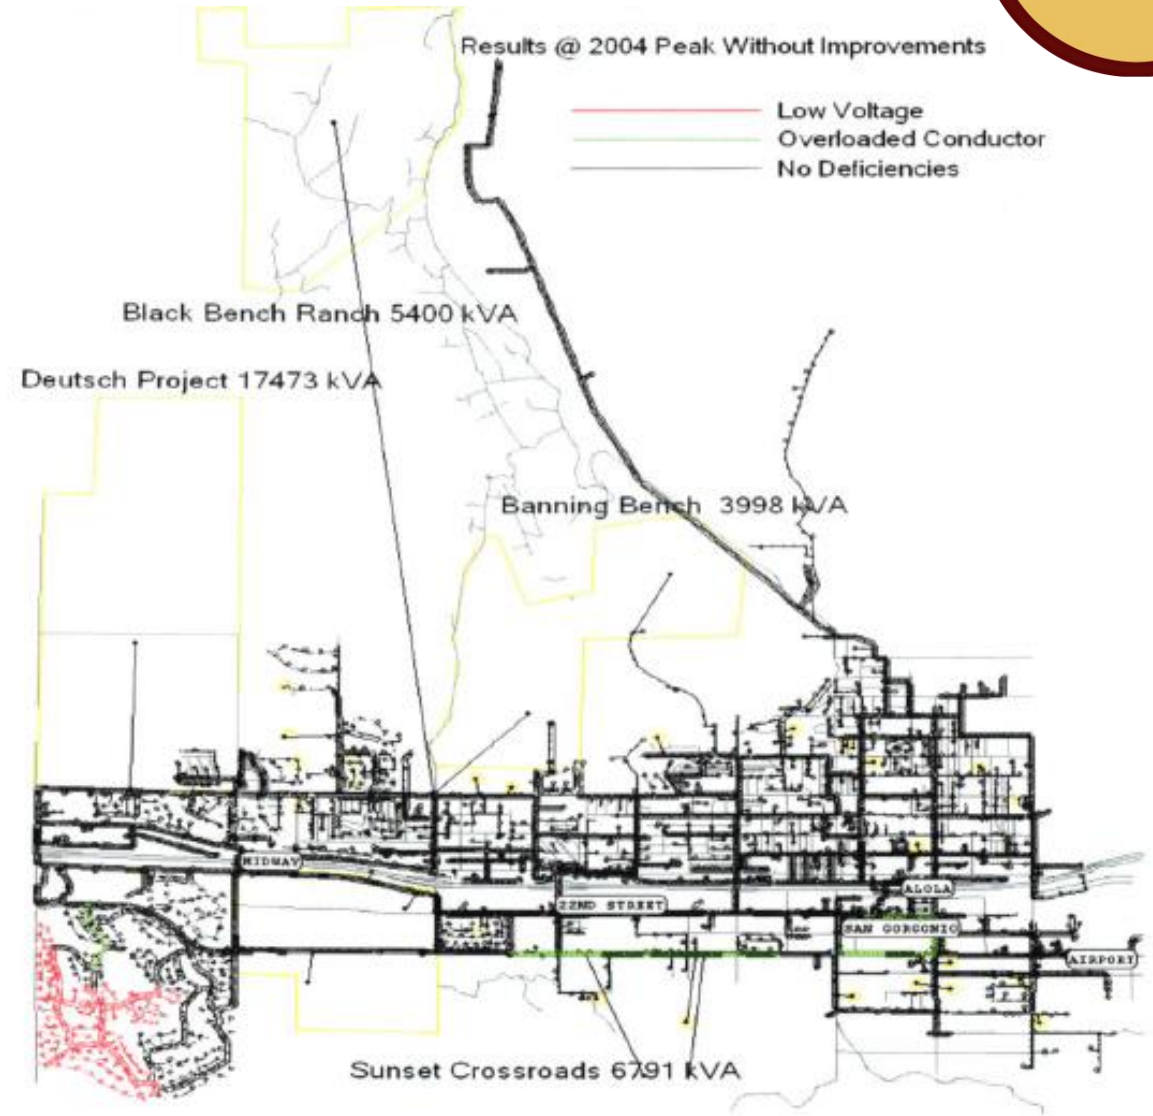 Results @ 2004 Peak Without Improvements
Low Voltage
Overloaded Conductor
No Deficiencies
Black Bench Ranch 5400 kVA
Deutsch Project 17473 kVA
Banning Bench 3998 kVA
MIDWAY
ALOLA
22ND STREET
SAN GORGONIO
AIRPORT
Sunset Crossroads 6791 kVA